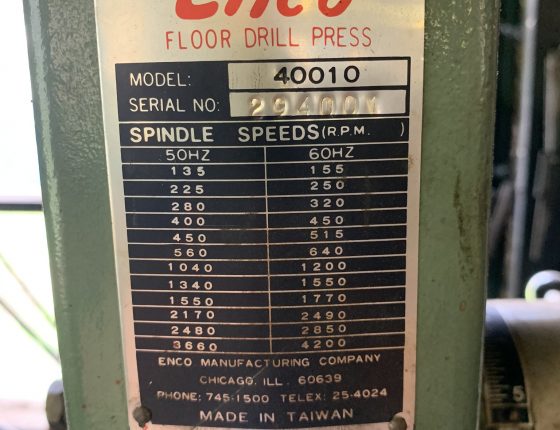 Enco
FLOOR DRILL PRESS
MODEL: 40010
SERIAL NO:
SPINDLE SPEEDS (R.P.M. )
50HZ 60HZ
135 155
225 250
280 320
400 450
450 515
560 640
1040 1200
1340 1550
1550 1770
2170 2490
2480 2850
3660 4200
ENCO MANUFACTURING COMPANY
CHICAGO. ILL. 60639
PHONE: 745-1500 TELEX: 25-4024
MADE IN TAIWAN
5